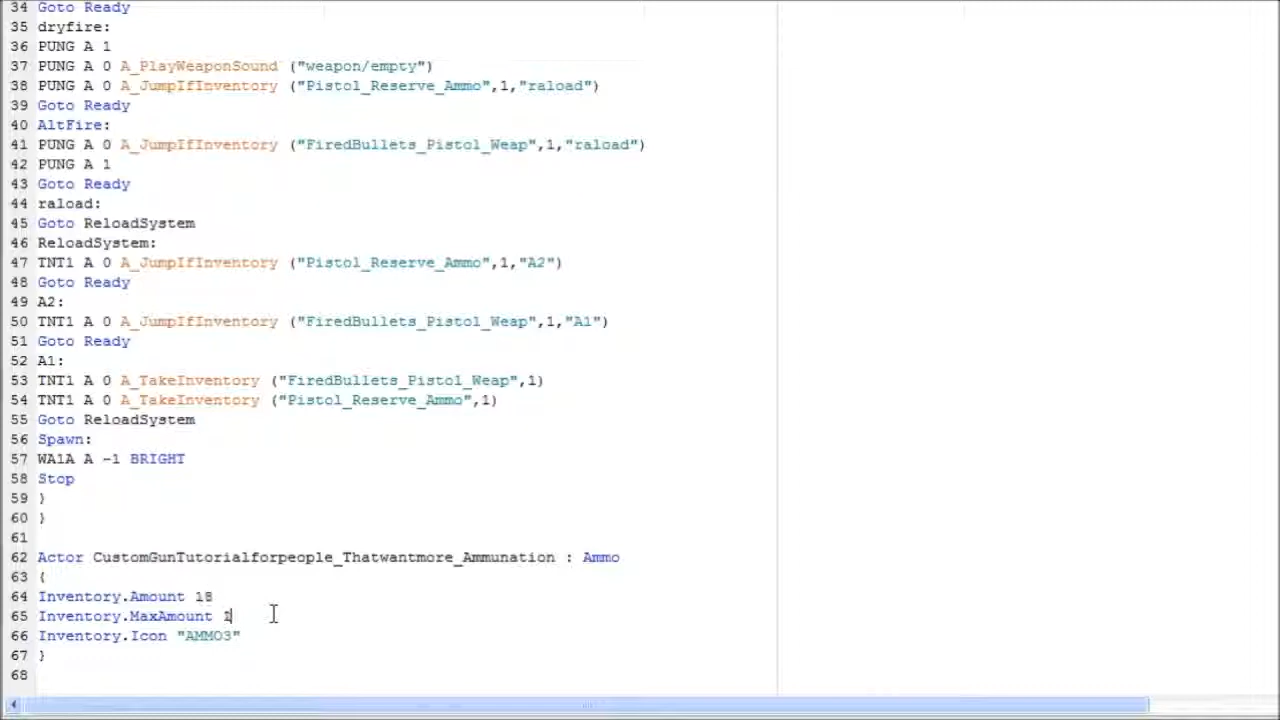 34 Goto Ready
35 dryfire:
36 PUNG A 1
37 PUNG A 0 A_PlayWeaponSound ("weapon/empty")
38 PUNG A 0 A_JumpIfInventory ("Pistol_Reserve_Ammo",1,"raload")
39 Goto Ready
40 AltFire:
41 PUNG A 0 A_JumpIfInventory ("FiredBullets_Pistol_Weap",1,"raload")
42 PUNG A 1
43 Goto Ready
44 raload:
45 Goto ReloadSystem
46 ReloadSystem:
47 TNT1 A 0 A_JumpIfInventory ("Pistol_Reserve_Ammo",1,"A2")
48 Goto Ready
49 A2:
50 TNT1 A 0 A_JumpIfInventory ("FiredBullets_Pistol_Weap",1,"A1")
51 Goto Ready
52 A1:
53 TNT1 A 0 A_TakeInventory ("FiredBullets_Pistol_Weap",1)
54 TNT1 A 0 A_TakeInventory ("Pistol_Reserve_Ammo",1)
55 Goto ReloadSystem
56 Spawn:
57 WA1A A -1 BRIGHT
58 Stop
59 }
60 }
61
62 Actor CustomGunTutorialforpeople_Thatwantmore_Ammunation : Ammo
63 {
64 Inventory.Amount 18
65 Inventory.MaxAmount 1
66 Inventory.Icon "AMMO3"
67 }
68